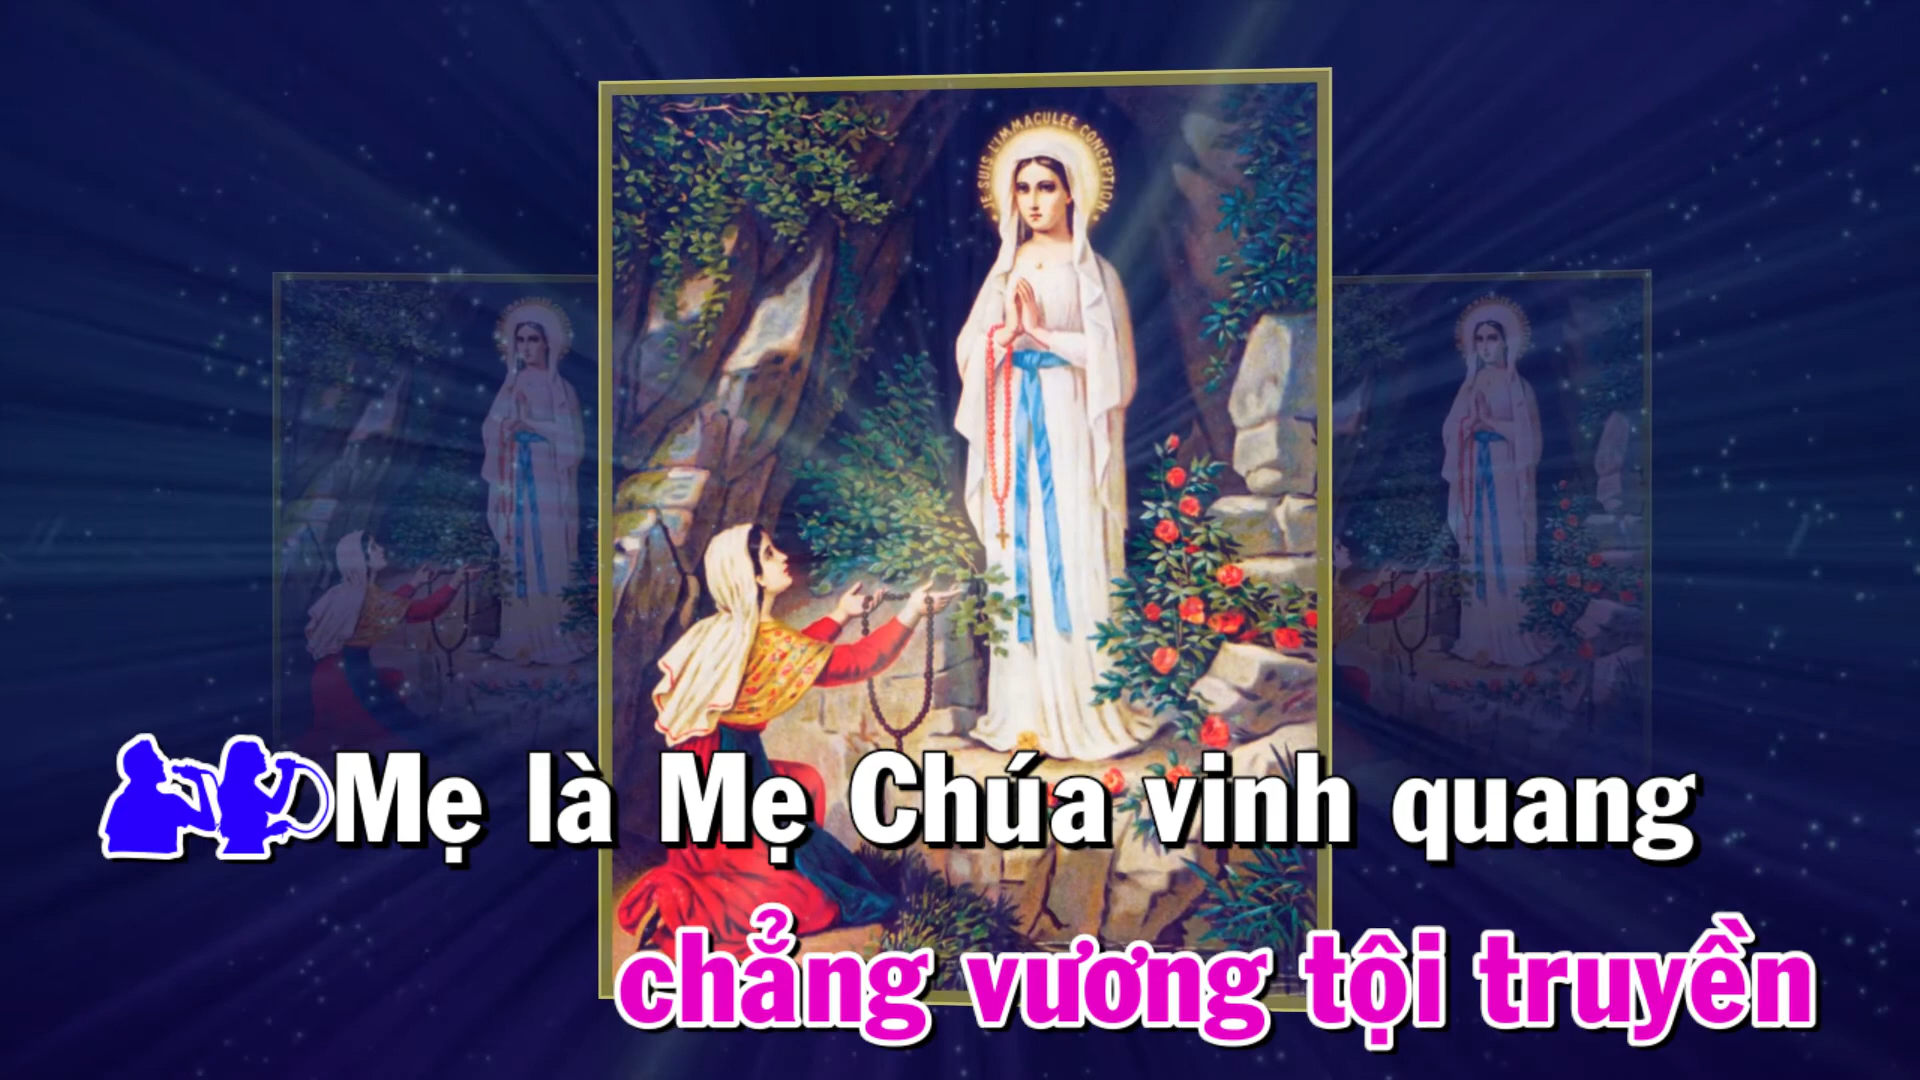 JE SUIS L'IMMACULEE CONCEPTION
Mẹ là Mẹ Chúa vinh quang
chẳng vương tội truyền